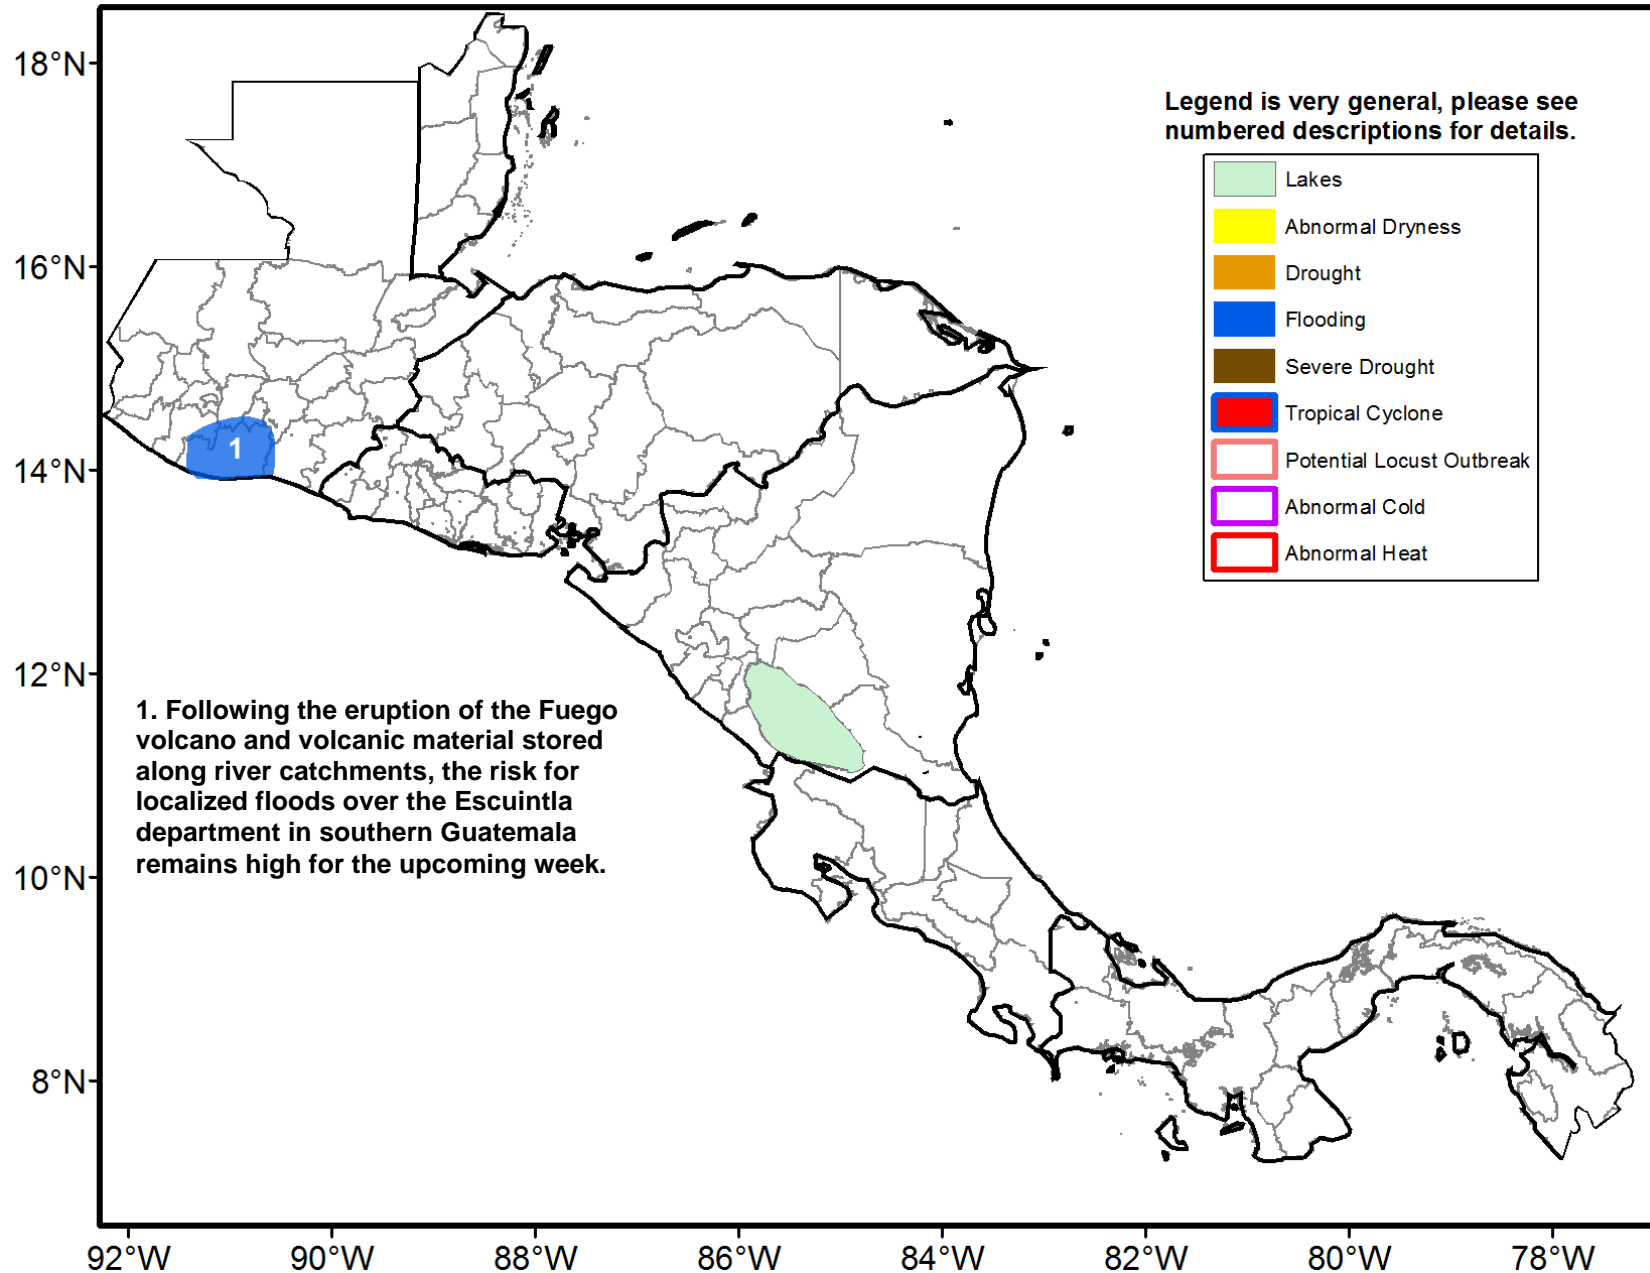 18°N
16°N
14°N
12°N
10°N
8°N
Legend is very general, please see
numbered descriptions for details.
Lakes
Abnormal Dryness
Drought
Flooding
Severe Drought
Tropical Cyclone
Potential Locust Outbreak
Abnormal Cold
Abnormal Heat
1
1. Following the eruption of the Fuego
volcano and volcanic material stored
along river catchments, the risk for
localized floods over the Escuintla
department in southern Guatemala
remains high for the upcoming week.
92°W 90°W 88°W 86°W 84°W 82°W 80°W 78°W